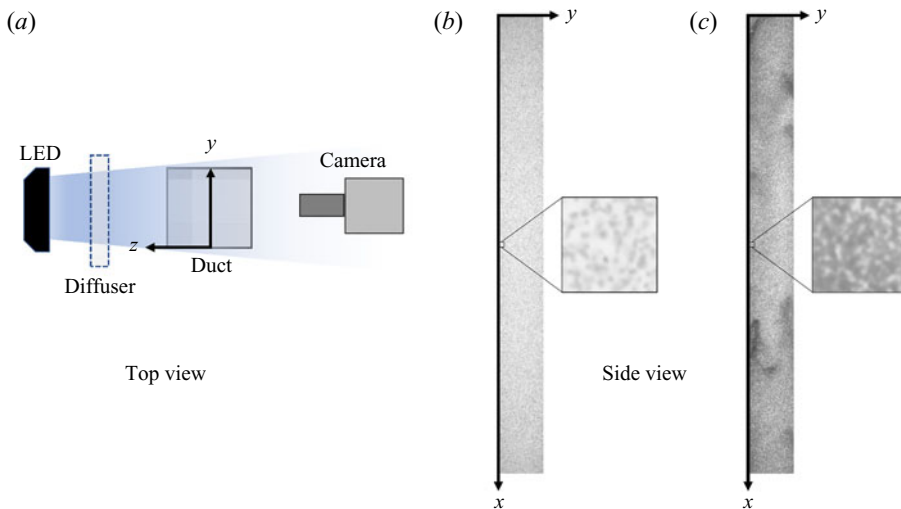 (a)
LED
y
Camera
z
Duct
Diffuser
Top view
(b)
y
x
Side view
(c)
y
x